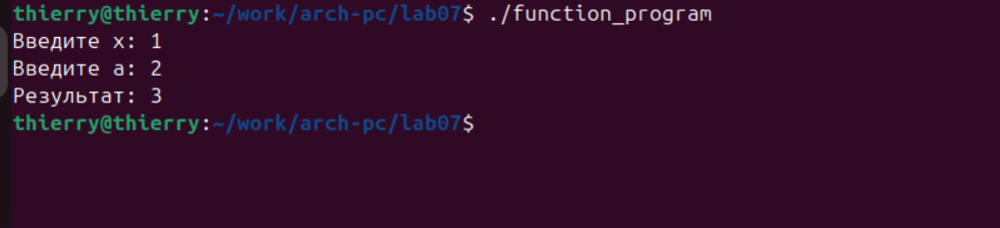 thierry@thierry:~/work/arch-pc/lab07$ ./function_program
Введите x: 1
Введите a: 2
Результат: 3
thierry@thierry:~/work/arch-pc/lab07$